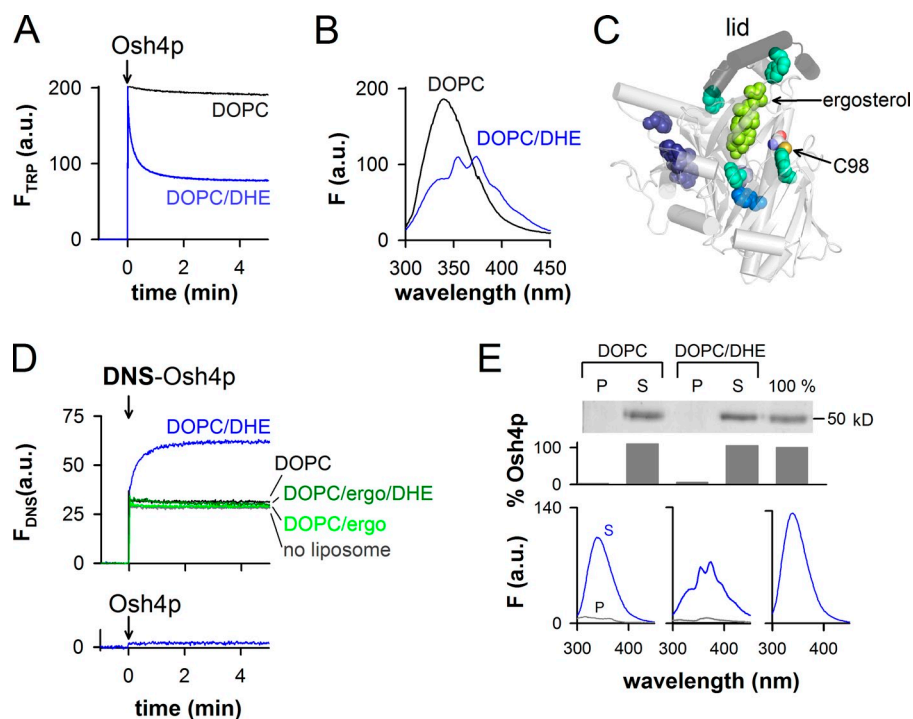 A
Osh4p
200
100
0
F_TRP (a.u.)
DOPC
DOPC/DHE
0 2 4
time (min)
B
DOPC
DOPC/DHE
200
100
0
F (a.u.)
300 350 400 450
wavelength (nm)
C
lid
ergosterol
C98
D
DNS-Osh4p
75
50
25
0
F_DNS(a.u.)
DOPC/DHE
DOPC
DOPC/ergo/DHE
DOPC/ergo
no liposome
Osh4p
0
0 2 4
time (min)
E
DOPC DOPC/DHE
P S P S 100 %
50 kD
% Osh4p
100
0
140
0
F (a.u.)
S
P
300 400 300 400 300 400
wavelength (nm)